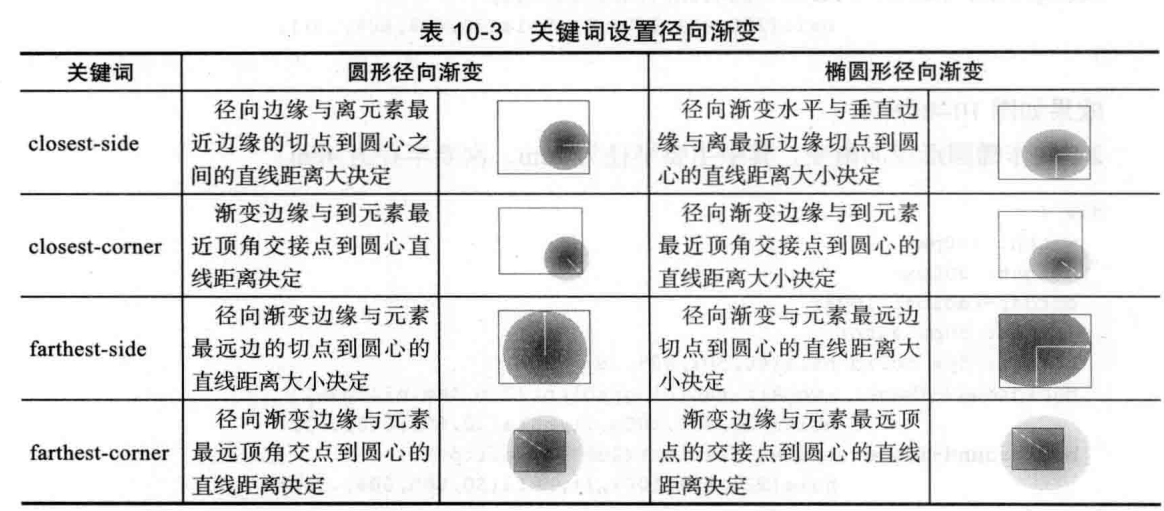 表 10-3 关键词设置径向渐变
关键词 圆形径向渐变 椭圆形径向渐变
closest-side
径向边缘与离元素最
近边缘的切点到圆心之
间的直线距离大决定
径向渐变水平与垂直边
缘与离最近边缘切点到圆
心的直线距离大小决定
closest-corner
渐变边缘与到元素最
近顶角交接点到圆心直
线距离决定
径向渐变边缘与到元素
最近顶角交接点到圆心的
直线距离大小决定
farthest-side
径向渐变边缘与元素
最远边的切点到圆心的
直线距离大小决定
径向渐变与元素最远边
切点到圆心的直线距离大
小决定
farthest-corner
径向渐变边缘与元素
最远顶角交接到圆心的
直线距离决定
渐变边缘与元素最远顶
点的交接点到圆心的直线
距离决定